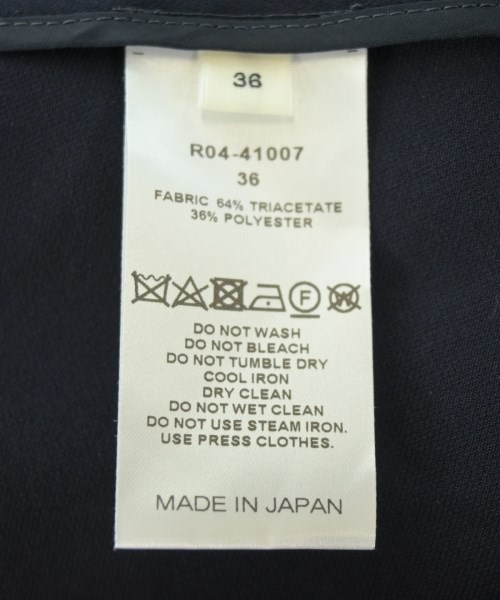 36
R04-41007
36
FABRIC 64% TRIACETATE
36% POLYESTER
F W
DO NOT WASH
DO NOT BLEACH
DO NOT TUMBLE DRY
COOL IRON
DRY CLEAN
DO NOT WET CLEAN
DO NOT USE STEAM IRON.
USE PRESS CLOTHES.
MADE IN JAPAN